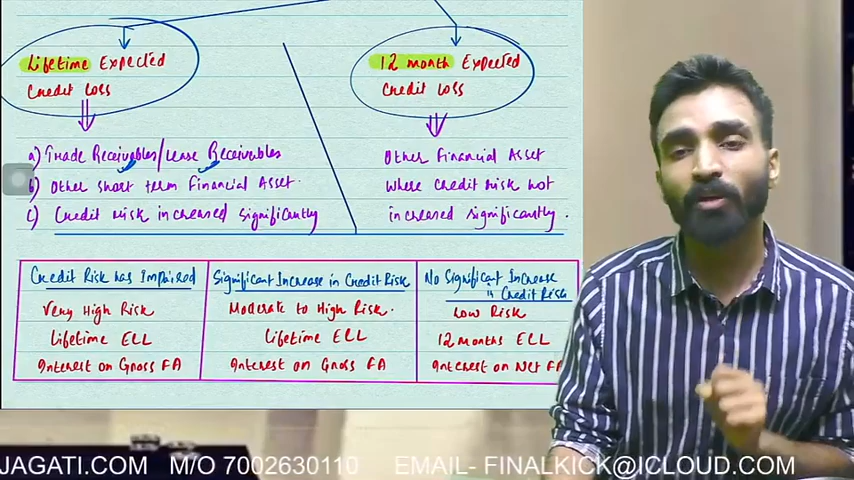 Lifetime Expected
Credit Loss
12 month Expected
Credit Loss
a) Trade Receivables/Lease Receivables
b) Other short term Financial Asset.
c) Credit risk increased significantly
Other Financial Asset
where credit risk not
increased significantly.
Credit Risk has Impaired
Very High Risk
Lifetime ECL
Interest on Gross FA
Significant Increase in Credit Risk
Moderate to High Risk.
Lifetime ECL
Interest on Gross FA
No Significant Increase
in Credit Risk
Low Risk
12 months ECL
Interest on Net FA
JAGATI.COM M/O 7002630110 EMAIL- FINALKICK@ICLOUD.COM